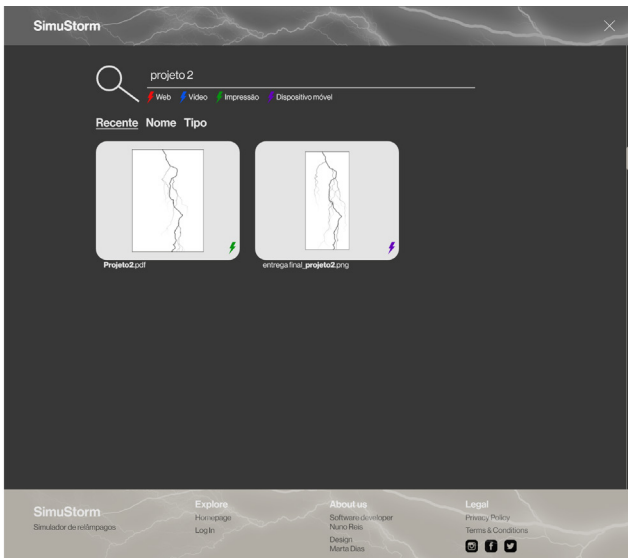 SimuStorm
projeto 2
Web Vídeo Impressão Dispositivo móvel
Recente Nome Tipo
Projeto2.pdf
entrega final_projeto2.png
SimuStorm
Simulador de relâmpagos
Explore
Homepage
Log In
About us
Software developer
Nuno Reis
Design
Marta Dias
Legal
Privacy Policy
Terms & Conditions